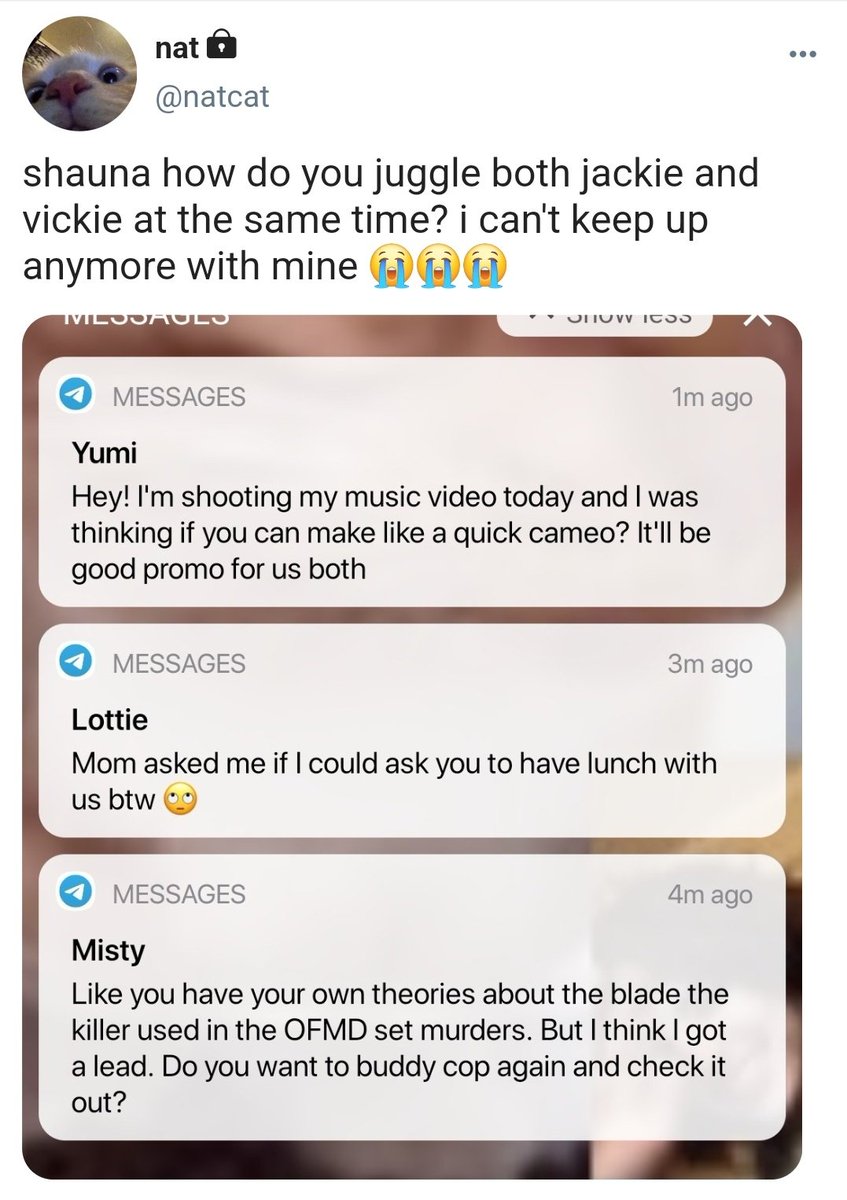 nat
@natcat
shauna how do you juggle both jackie and
vickie at the same time? i can't keep up
anymore with mine 😭😭😭
MESSAGES
Show less
MESSAGES
1m ago
Yumi
Hey! I'm shooting my music video today and I was
thinking if you can make like a quick cameo? It'll be
good promo for us both
MESSAGES
3m ago
Lottie
Mom asked me if I could ask you to have lunch with
us btw 🙄
MESSAGES
4m ago
Misty
Like you have your own theories about the blade the
killer used in the OFMD set murders. But I think I got
a lead. Do you want to buddy cop again and check it
out?